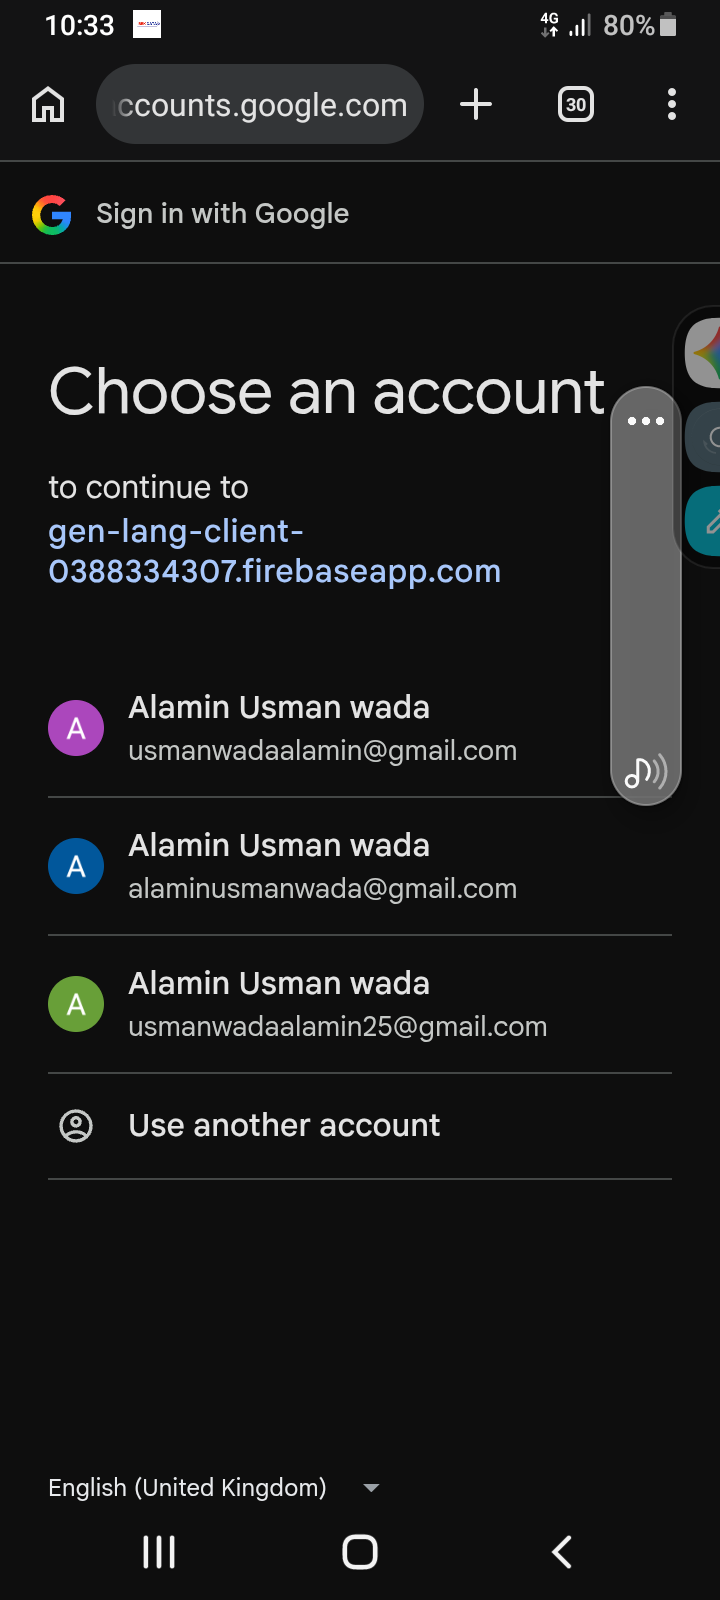 10:33
4G
80%
ccounts.google.com
30
Sign in with Google
Choose an account
to continue to
gen-lang-client-
0388334307.firebaseapp.com
A
Alamin Usman wada
usmanwadaalamin@gmail.com
A
Alamin Usman wada
alaminusmanwada@gmail.com
A
Alamin Usman wada
usmanwadaalamin25@gmail.com
Use another account
English (United Kingdom)